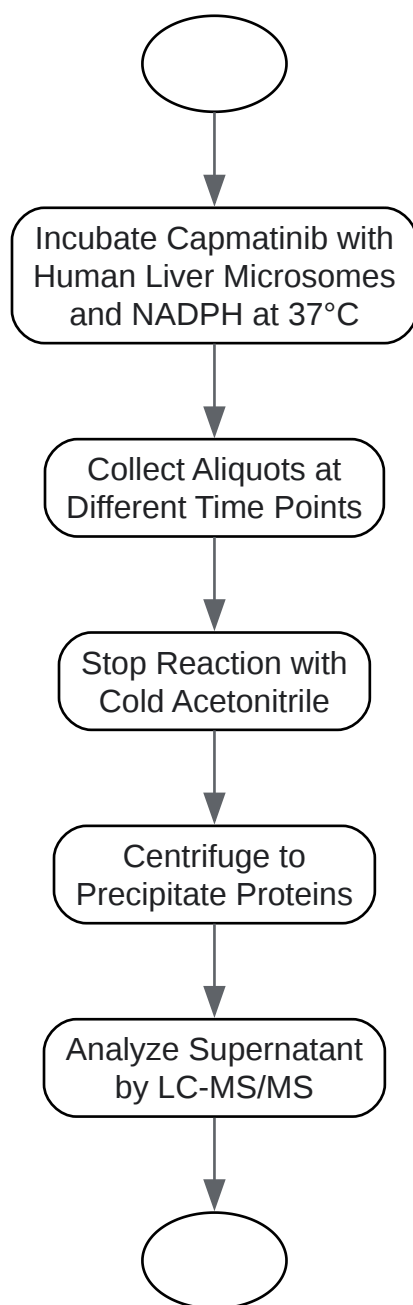 Incubate Capmatinib with
Human Liver Microsomes
and NADPH at 37°C
Collect Aliquots at
Different Time Points
Stop Reaction with
Cold Acetonitrile
Centrifuge to
Precipitate Proteins
Analyze Supernatant
by LC-MS/MS